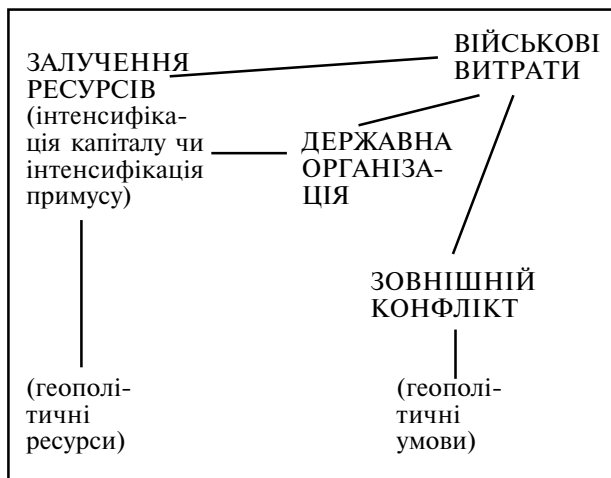 ВІЙСЬКОВІ
ВИТРАТИ
ЗАЛУЧЕННЯ
РЕСУРСІВ
(інтенсифіка-
ція капіталу чи
інтенсифікація
примусу)
ДЕРЖАВНА
ОРГАНІЗА-
ЦІЯ
ЗОВНІШНІЙ
КОНФЛІКТ
(геополі-
тичні
ресурси)
(геополі-
тичні
умови)